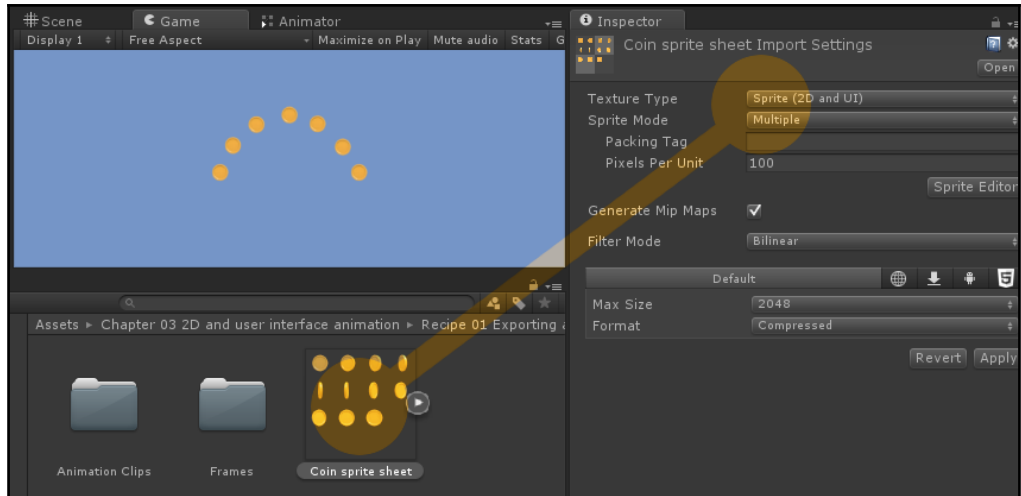 Scene Game Animator
Display 1 Free Aspect Maximize on Play Mute audio Stats G
Assets ▸ Chapter 03 2D and user interface animation ▸ Recipe 01 Exporting a
Animation Clips Frames Coin sprite sheet
Inspector
Coin sprite sheet Import Settings
Open
Texture Type Sprite (2D and UI)
Sprite Mode Multiple
Packing Tag
Pixels Per Unit 100
Sprite Editor
Generate Mip Maps
Filter Mode Bilinear
Default
Max Size 2048
Format Compressed
Revert Apply